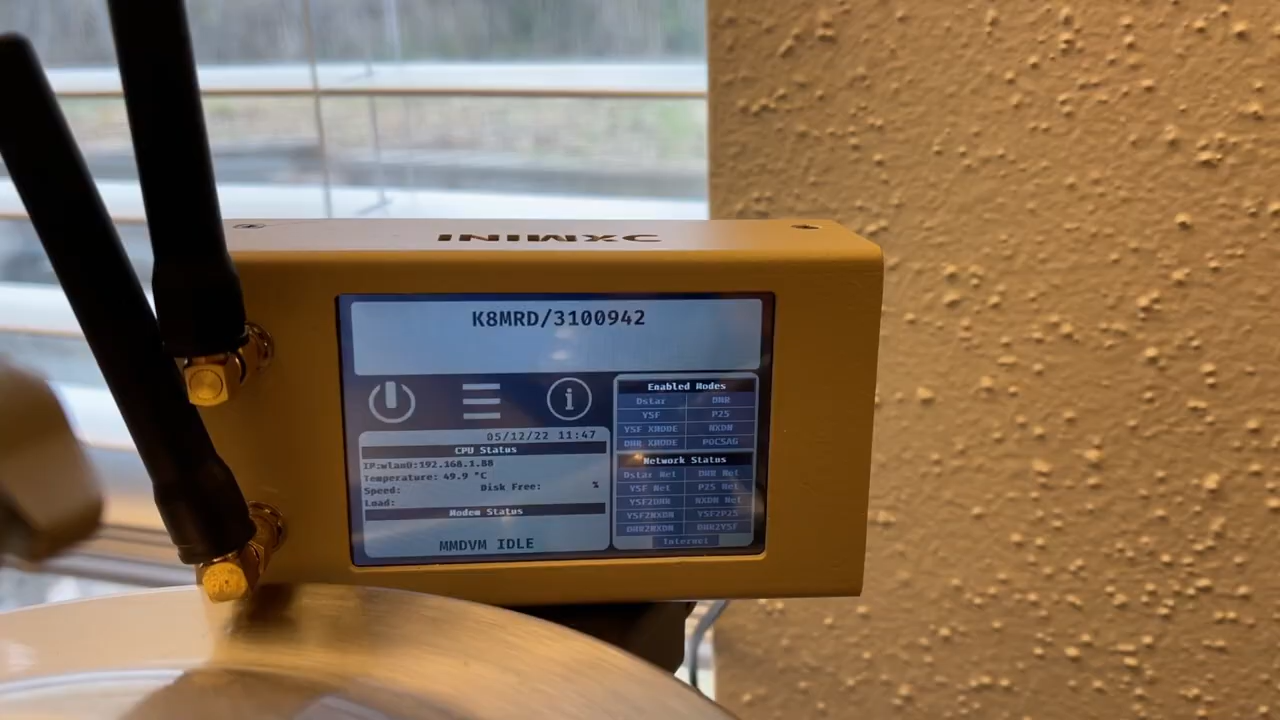 K8MRD/3100942
05/12/22 11:47
CPU Status
IP:wlan0:192.168.1.88
Temperature: 49.9 °C
Speed: Disk Free: %
Load:
Modem Status
MMDVM IDLE
Enabled Modes
Dstar DMR
YSF P25
YSF XMODE NXDN
DMR XMODE POCSAG
Network Status
Dstar Net DMR Net
YSF Net P25 Net
YSF2DMR NXDN Net
YSF2NXDN YSF2P25
DMR2NXDN DMR2YSF
Internet